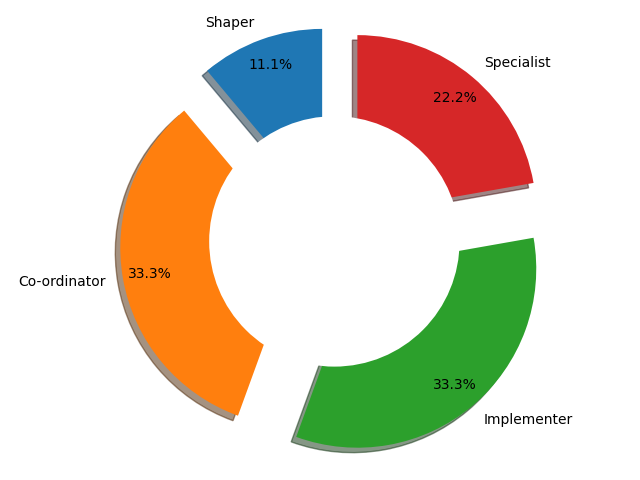 Shaper
11.1%
Specialist
22.2%
Co-ordinator
33.3%
Implementer
33.3%